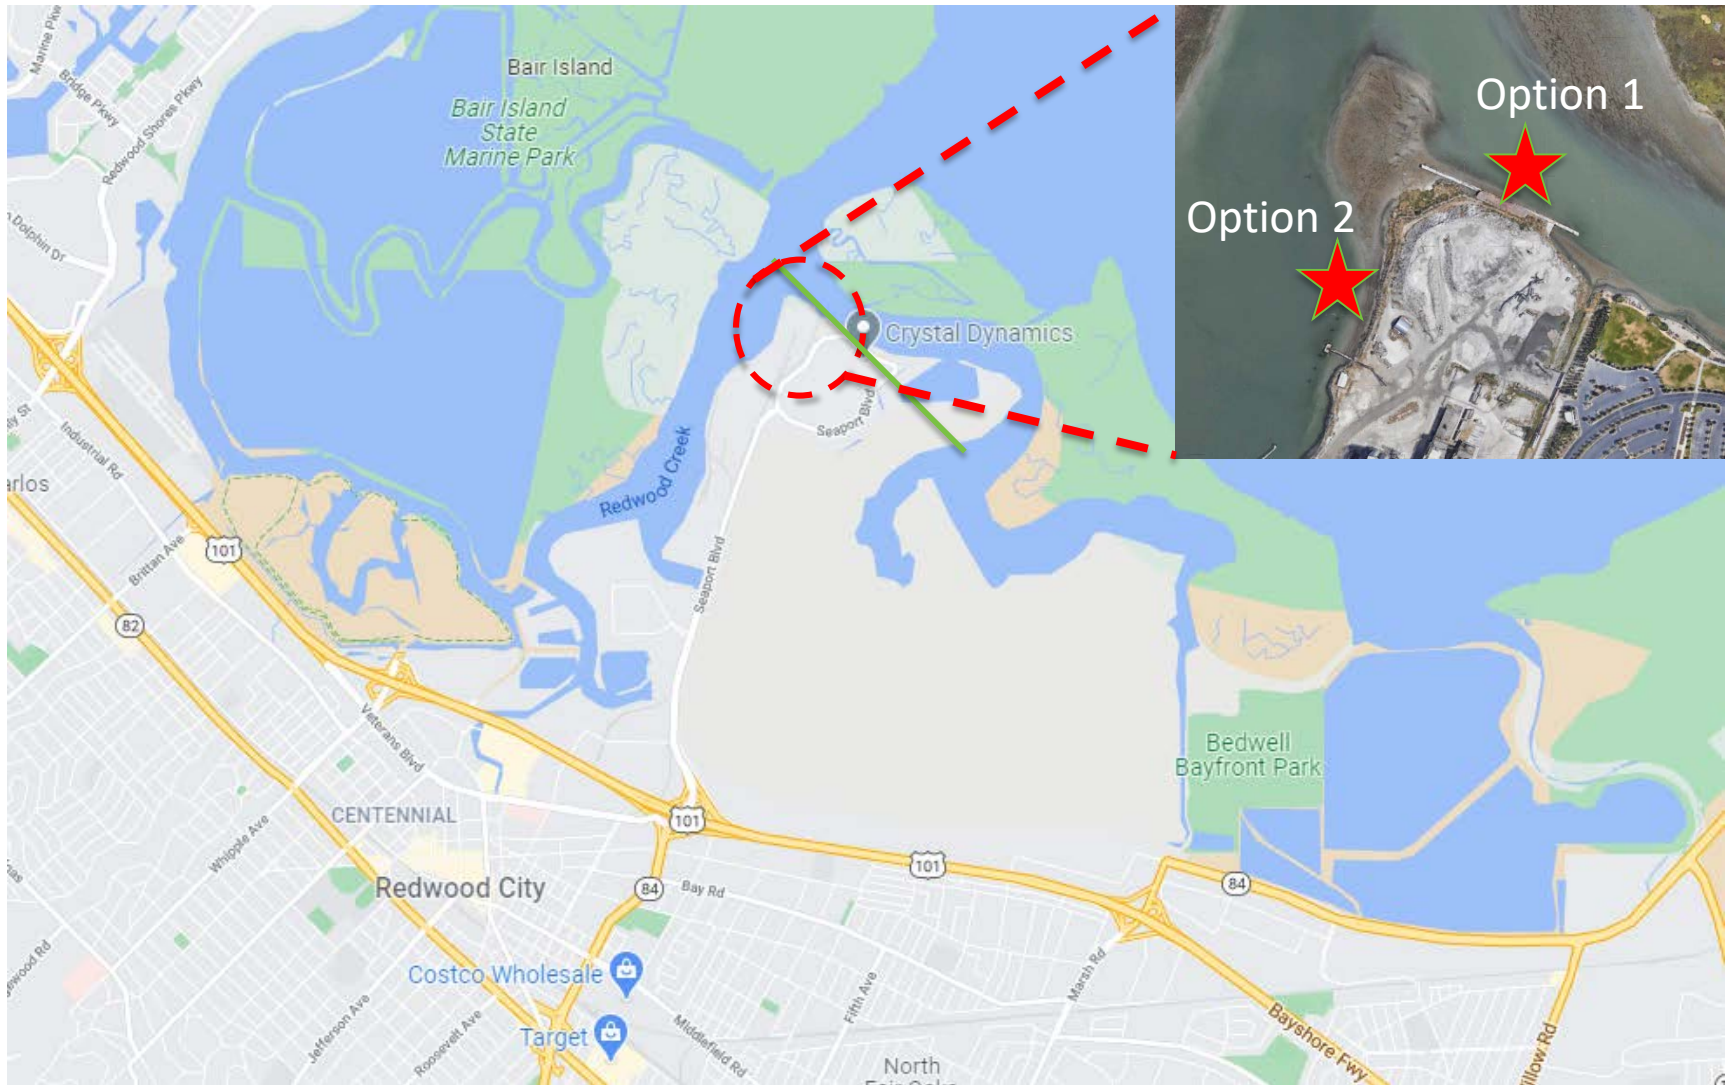 Marine Pkwy
Bridge Pkwy
Redwood Shores Pkwy
Bair Island
Bair Island
State
Marine Park
Option 1
Option 2
Dolphin Dr
Crystal Dynamics
Seaport Blvd
Redwood Creek
Industrial Rd
arlos
101
Brittan Ave
Seaport Blvd
82
Veterans Blvd
Bedwell
Bayfront Park
CENTENNIAL
101
Whipple Ave
101
Redwood City
84
Bay Rd
84
Costco Wholesale
Marsh Rd
Fifth Ave
Jefferson Ave
Roosevelt Ave
Target
Middlefield Rd
Bayshore Fwy
Willow Rd
North